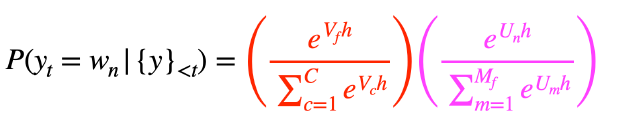 P(y_t = w_n | {y}_{<t}) = ( e^{V_f h} / ∑_{c=1}^{C} e^{V_c h} ) ( e^{U_n h} / ∑_{m=1}^{M_f} e^{U_m h} )